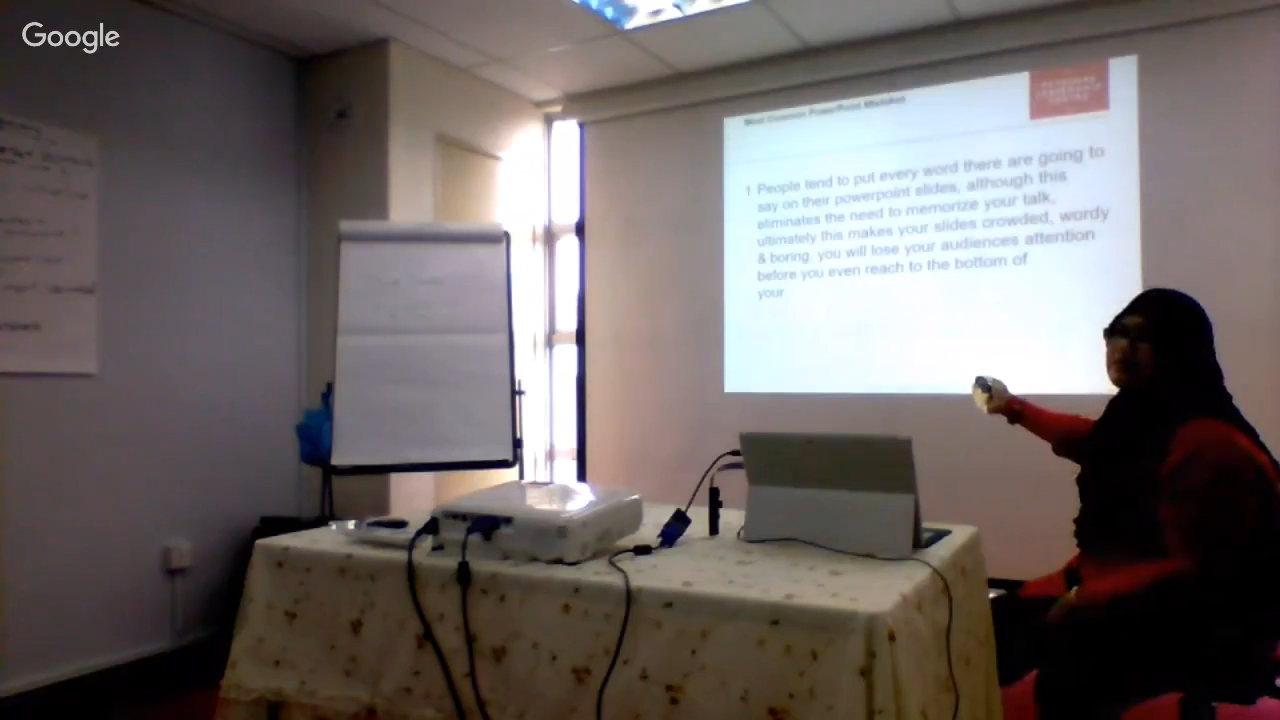 Google
Most Common PowerPoint Mistakes
LEADERSHIP
CENTRE
1 People tend to put every word there are going to
say on their powerpoint slides, although this
eliminates the need to memorize your talk,
ultimately this makes your slides crowded, wordy
& boring, you will lose your audiences attention
before you even reach to the bottom of
your